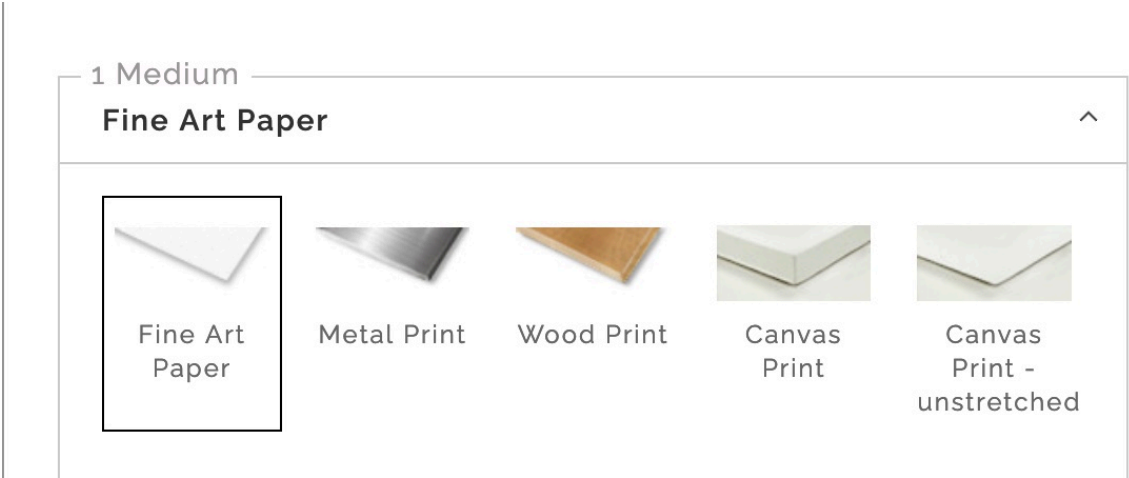 1 Medium
Fine Art Paper
Fine Art
Paper
Metal Print
Wood Print
Canvas
Print
Canvas
Print -
unstretched